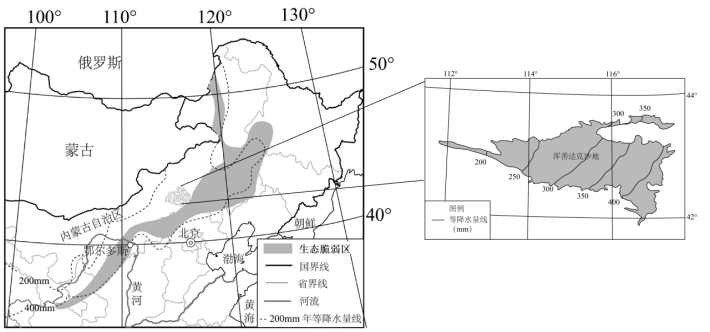 100° 110° 120° 130°
俄罗斯
50°
蒙古
内蒙古自治区
40°
朝鲜
北京
鄂尔多斯
渤海
200mm
400mm
黄河
黄海
生态脆弱区
国界线
省界线
河流
200mm 年等降水量线
112° 114° 116°
44°
300 350
浑善达克沙地
200
250
300
350
400
42°
图例
等降水量线
(mm)